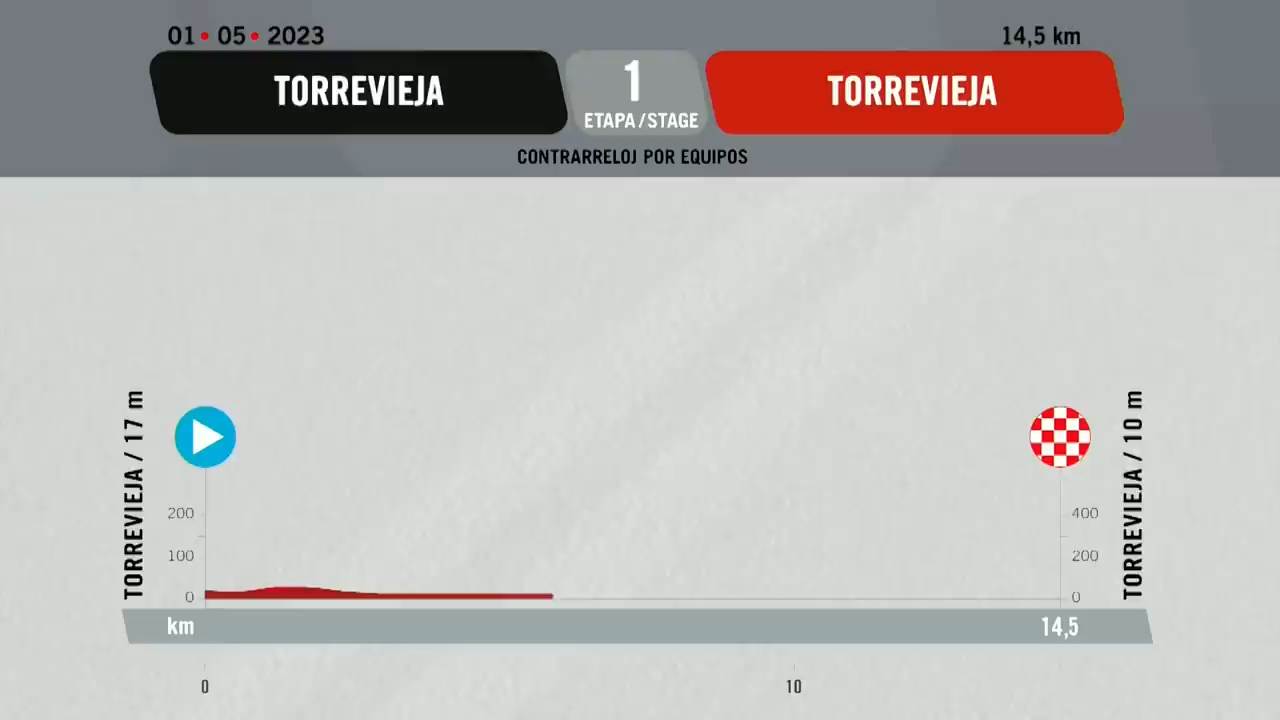 01 • 05 • 2023
14,5 km
TORREVIEJA
1
ETAPA/STAGE
TORREVIEJA
CONTRARRELOJ POR EQUIPOS
TORREVIEJA / 17 m
TORREVIEJA / 10 m
200
100
0
400
200
0
km
14,5
0
10